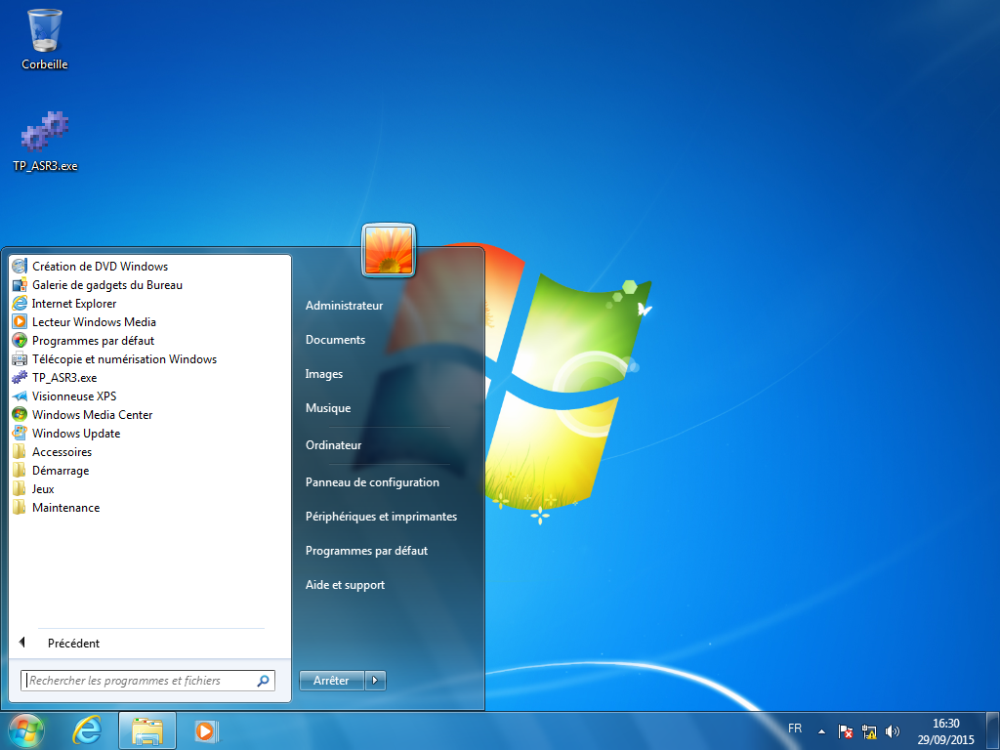 Corbeille
TP_ASR3.exe
Création de DVD Windows
Galerie de gadgets du Bureau
Internet Explorer
Lecteur Windows Media
Programmes par défaut
Télécopie et numérisation Windows
TP_ASR3.exe
Visionneuse XPS
Windows Media Center
Windows Update
Accessoires
Démarrage
Jeux
Maintenance
Précédent
Rechercher les programmes et fichiers
Administrateur
Documents
Images
Musique
Ordinateur
Panneau de configuration
Périphériques et imprimantes
Programmes par défaut
Aide et support
Arrêter
FR
16:30
29/09/2015